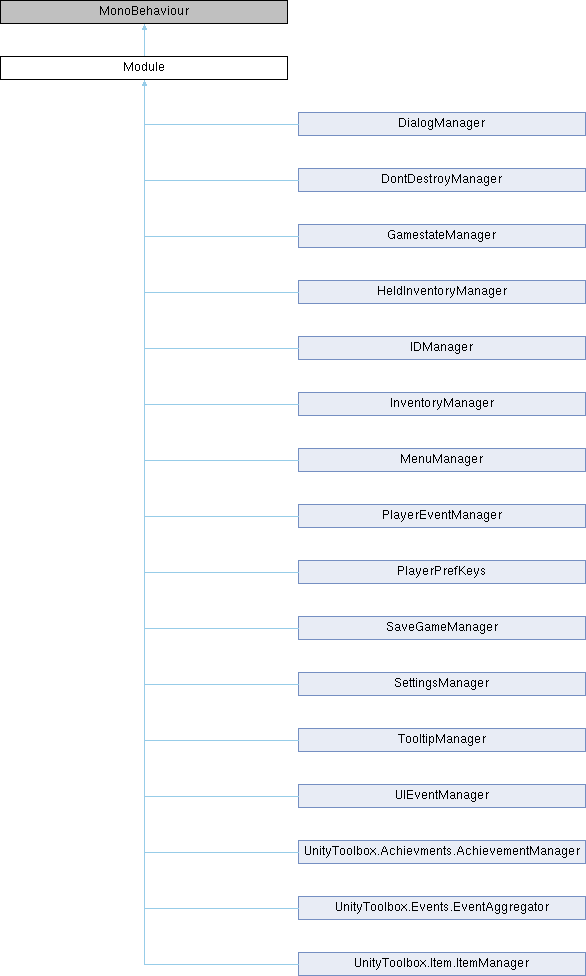 MonoBehaviour
Module
DialogManager
DontDestroyManager
GamestateManager
HeldInventoryManager
IDManager
InventoryManager
MenuManager
PlayerEventManager
PlayerPrefKeys
SaveGameManager
SettingsManager
TooltipManager
UIEventManager
UnityToolbox.Achievments.AchievementManager
UnityToolbox.Events.EventAggregator
UnityToolbox.Item.ItemManager